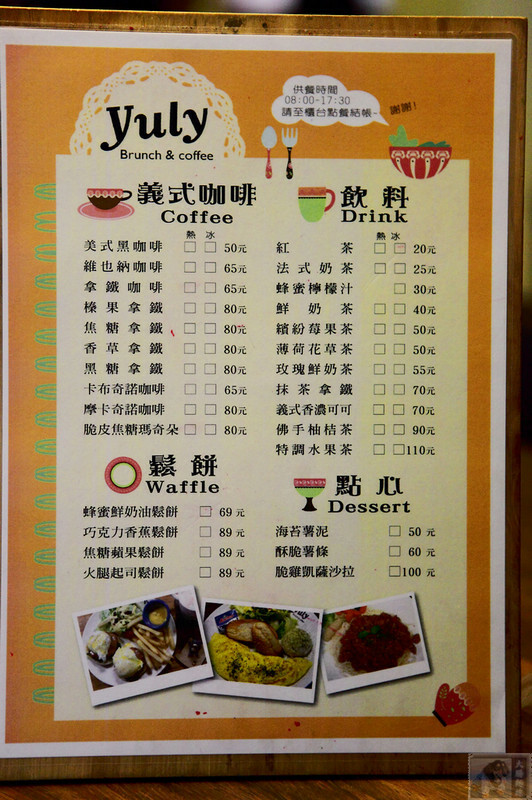 yuly
Brunch & coffee
供餐時間
08:00~17:30
請至櫃台點餐結帳~
謝謝!
義式咖啡
Coffee
熱 冰
美式黑咖啡 □ □ 50元
維也納咖啡 □ □ 65元
拿鐵咖啡 □ □ 65元
榛果拿鐵 □ □ 80元
焦糖拿鐵 □ □ 80元
香草拿鐵 □ □ 80元
黑糖拿鐵 □ □ 80元
卡布奇諾咖啡 □ □ 65元
摩卡奇諾咖啡 □ □ 80元
脆皮焦糖瑪奇朵 □ □ 80元
飲料
Drink
熱 冰
紅茶 □ □ 20元
法式奶茶 □ □ 25元
蜂蜜檸檬汁 □ 30元
鮮奶茶 □ □ 40元
繽紛莓果茶 □ □ 50元
薄荷花草茶 □ □ 50元
玫瑰鮮奶茶 □ □ 55元
抹茶拿鐵 □ □ 70元
義式香濃可可 □ □ 70元
佛手柚桔茶 □ □ 90元
特調水果茶 □ □ 110元
鬆餅
Waffle
蜂蜜鮮奶油鬆餅 □ 69元
巧克力香蕉鬆餅 □ 89元
焦糖蘋果鬆餅 □ 89元
火腿起司鬆餅 □ 89元
點心
Dessert
海苔薯泥 □ 50元
酥脆薯條 □ 60元
脆雞凱薩沙拉 □ 100元